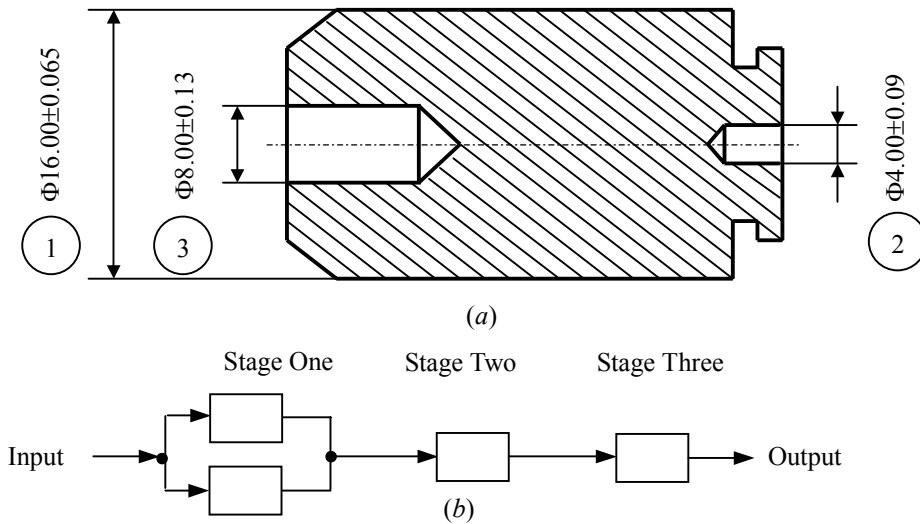 Φ16.00±0.065
1
Φ8.00±0.13
3
Φ4.00±0.09
2
(a)
Stage One
Stage Two
Stage Three
Input
Output
(b)